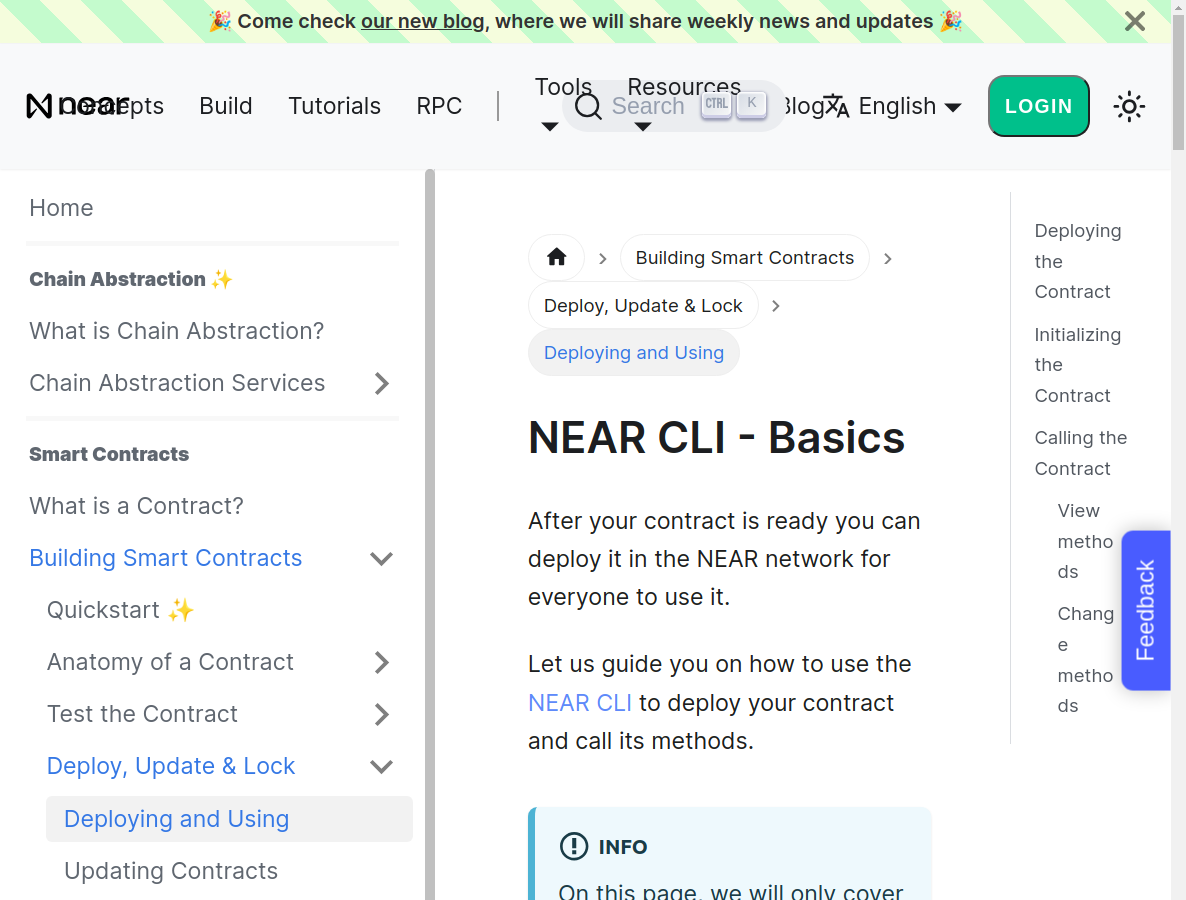 🎉 Come check our new blog, where we will share weekly news and updates 🎉
near
Concepts
Build
Tutorials
RPC
Tools
Resources
Search
CTRL
K
Blog
English
LOGIN
Home
Chain Abstraction ✨
What is Chain Abstraction?
Chain Abstraction Services
Smart Contracts
What is a Contract?
Building Smart Contracts
Quickstart ✨
Anatomy of a Contract
Test the Contract
Deploy, Update & Lock
Deploying and Using
Updating Contracts
Building Smart Contracts
Deploy, Update & Lock
Deploying and Using
NEAR CLI - Basics
After your contract is ready you can
deploy it in the NEAR network for
everyone to use it.
Let us guide you on how to use the
NEAR CLI to deploy your contract
and call its methods.
INFO
On this page, we will only cover
Deploying
the
Contract
Initializing
the
Contract
Calling the
Contract
View
metho
ds
Chang
e
metho
ds
Feedback